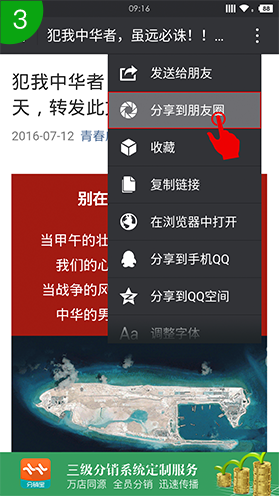 3
09:16
犯我中华者，虽远必诛！！...
犯我中华者
天，转发此
2016-07-12 青春
发送给朋友
分享到朋友圈
收藏
复制链接
在浏览器中打开
分享到手机QQ
分享到QQ空间
Aa 调整字体
别在
当甲午的壮
我们的心
当战争的风
中华的男
分销宝
三级分销系统定制服务
万店同源 全员分销 迅速传播